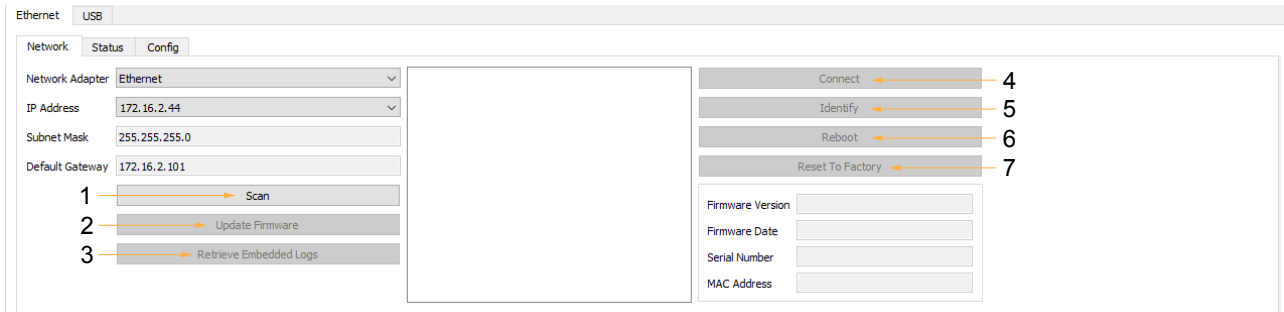 Ethernet USB
Network Status Config
Network Adapter Ethernet
IP Address 172.16.2.44
Subnet Mask 255.255.255.0
Default Gateway 172.16.2.101
1 Scan
2 Update Firmware
3 Retrieve Embedded Logs
Connect 4
Identify 5
Reboot 6
Reset To Factory 7
Firmware Version
Firmware Date
Serial Number
MAC Address